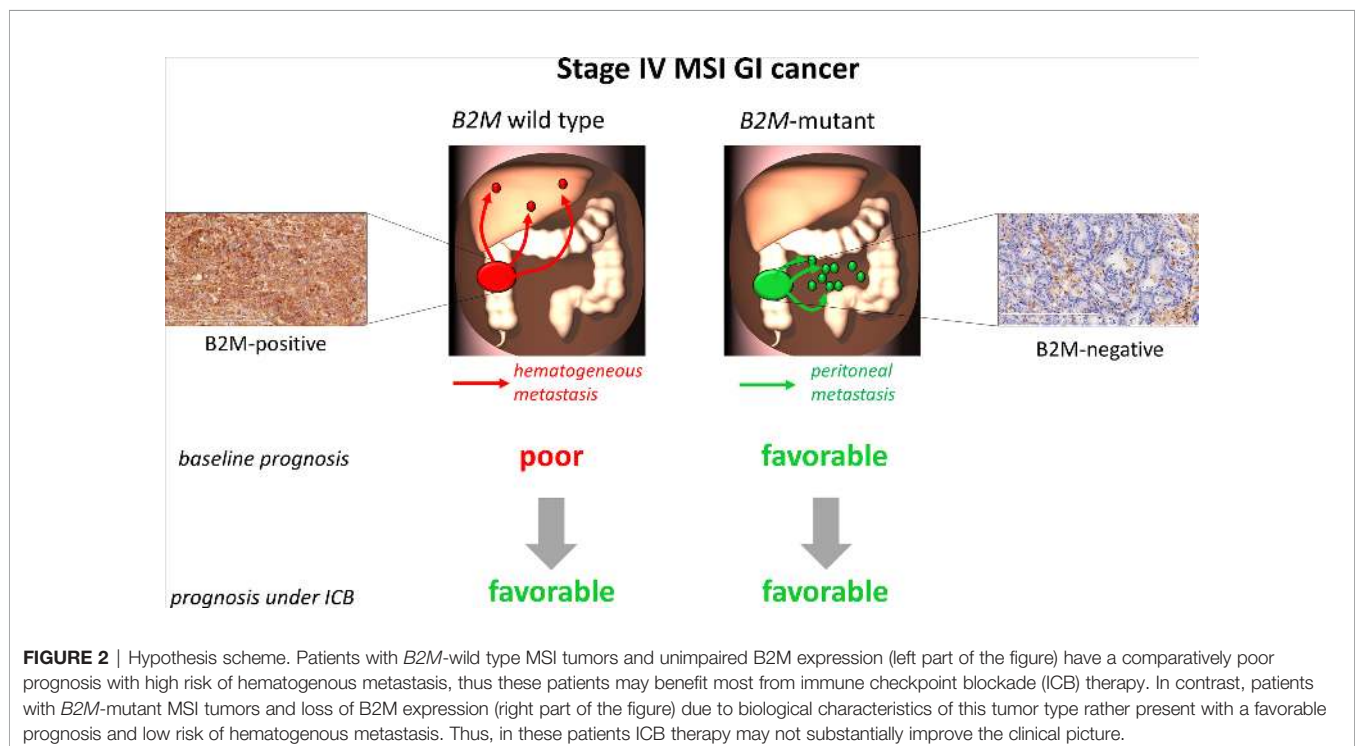 Stage IV MSI GI cancer
B2M wild type
B2M-mutant
B2M-positive
B2M-negative
hematogeneous
metastasis
peritoneal
metastasis
baseline prognosis
poor
favorable
prognosis under ICB
favorable
favorable
FIGURE 2 | Hypothesis scheme. Patients with B2M-wild type MSI tumors and unimpaired B2M expression (left part of the figure) have a comparatively poor
prognosis with high risk of hematogenous metastasis, thus these patients may benefit most from immune checkpoint blockade (ICB) therapy. In contrast, patients
with B2M-mutant MSI tumors and loss of B2M expression (right part of the figure) due to biological characteristics of this tumor type rather present with a favorable
prognosis and low risk of hematogenous metastasis. Thus, in these patients ICB therapy may not substantially improve the clinical picture.